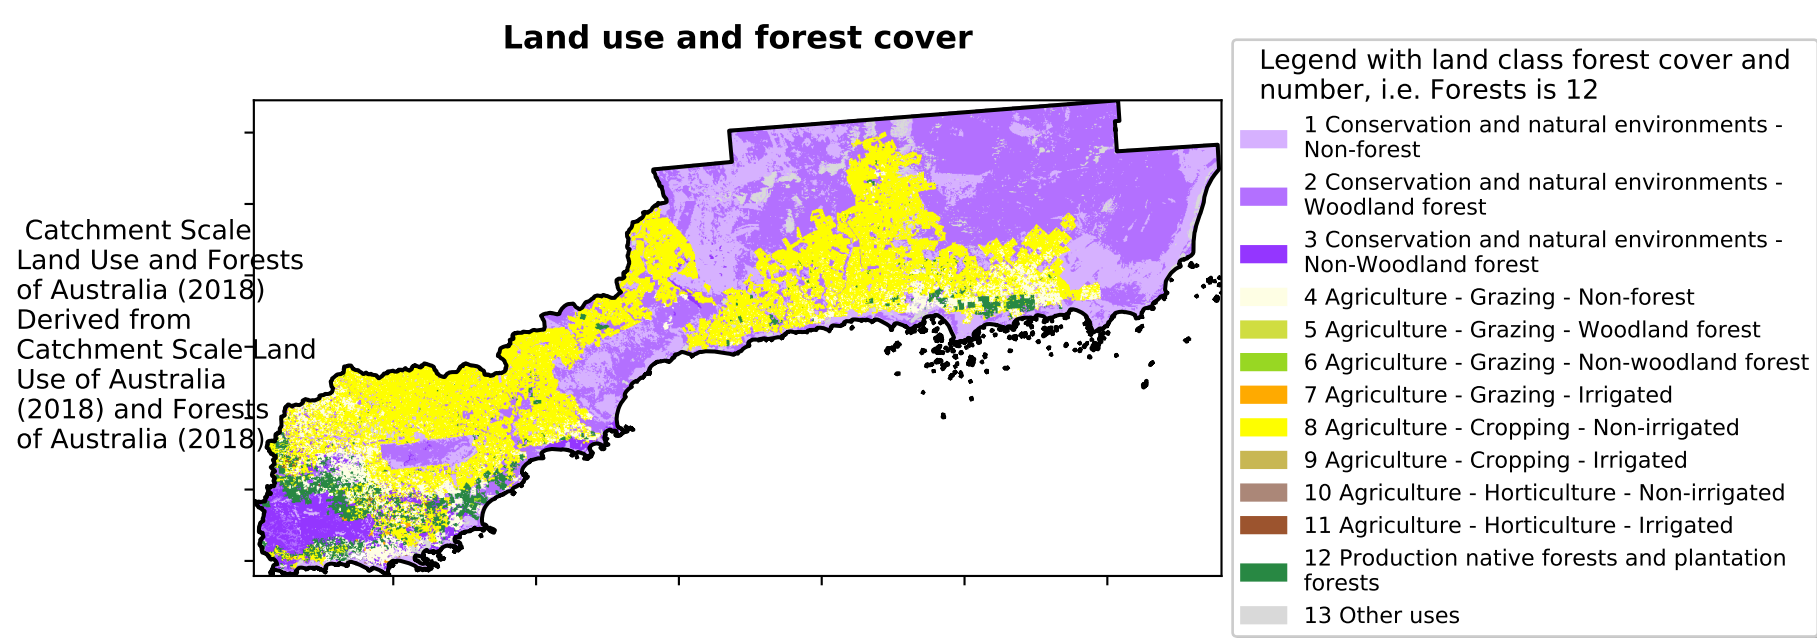 Land use and forest cover
Catchment Scale
Land Use and Forests
of Australia (2018)
Derived from
Catchment Scale Land
Use of Australia
(2018) and Forests
of Australia (2018)
Legend with land class forest cover and
number, i.e. Forests is 12
1 Conservation and natural environments -
Non-forest
2 Conservation and natural environments -
Woodland forest
3 Conservation and natural environments -
Non-Woodland forest
4 Agriculture - Grazing - Non-forest
5 Agriculture - Grazing - Woodland forest
6 Agriculture - Grazing - Non-woodland forest
7 Agriculture - Grazing - Irrigated
8 Agriculture - Cropping - Non-irrigated
9 Agriculture - Cropping - Irrigated
10 Agriculture - Horticulture - Non-irrigated
11 Agriculture - Horticulture - Irrigated
12 Production native forests and plantation
forests
13 Other uses